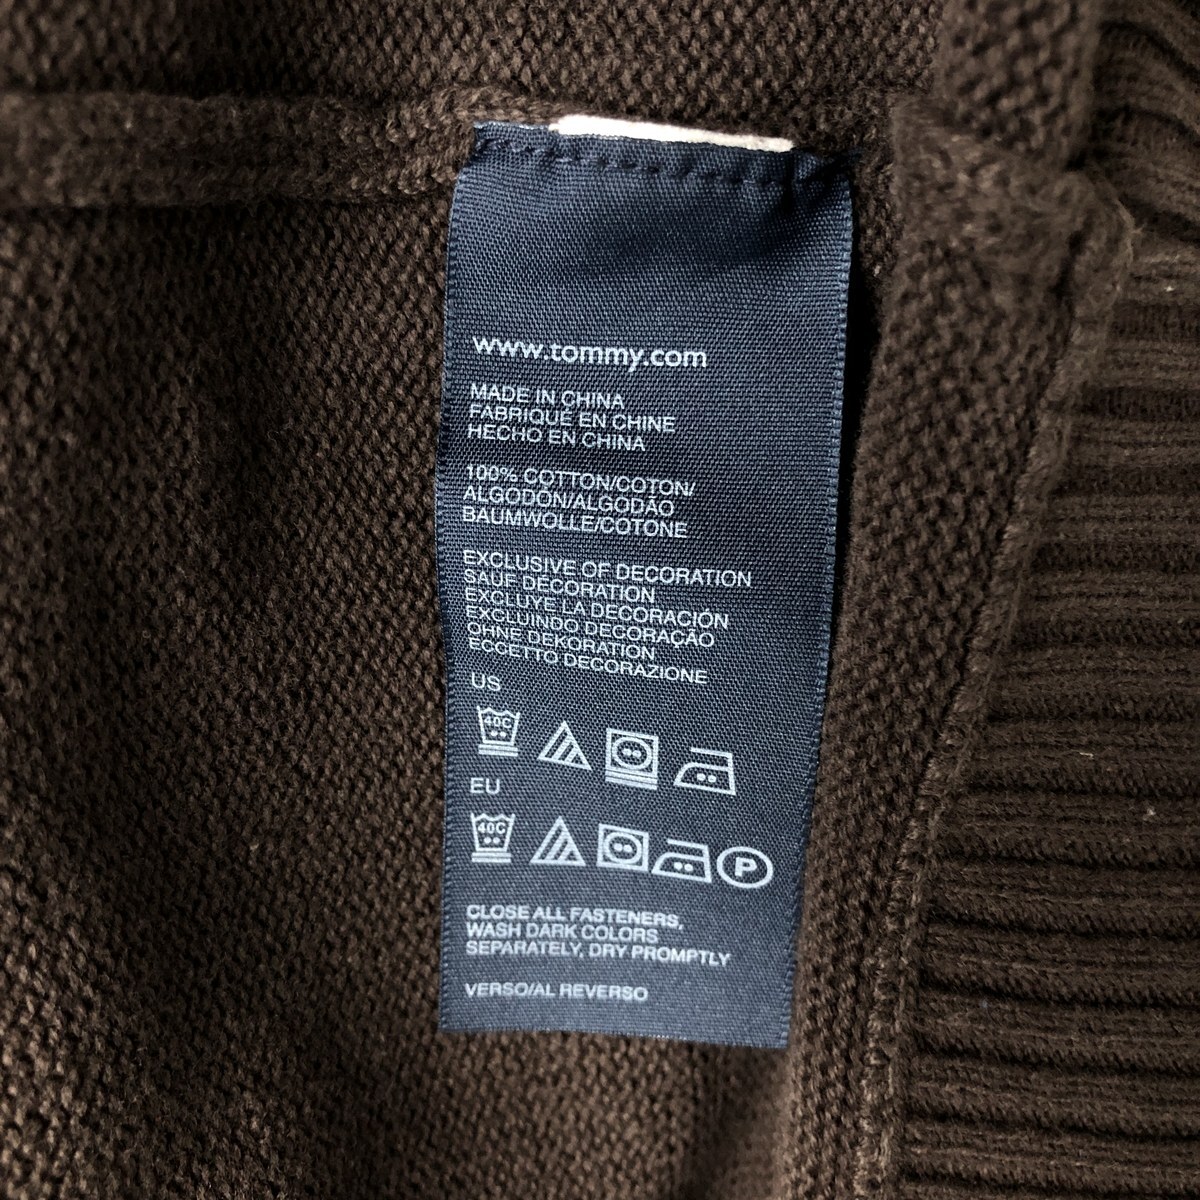 www.tommy.com
MADE IN CHINA
FABRIQUÉ EN CHINE
HECHO EN CHINA
100% COTTON/COTON/
ALGODÓN/ALGODÃO
BAUMWOLLE/COTONE
EXCLUSIVE OF DECORATION
SAUF DÉCORATION
EXCLUYE LA DECORACIÓN
EXCLUINDO DECORAÇÃO
OHNE DEKORATION
ECCETTO DECORAZIONE
US
40C
EU
40C
P
CLOSE ALL FASTENERS,
WASH DARK COLORS
SEPARATELY, DRY PROMPTLY
VERSO/AL REVERSO